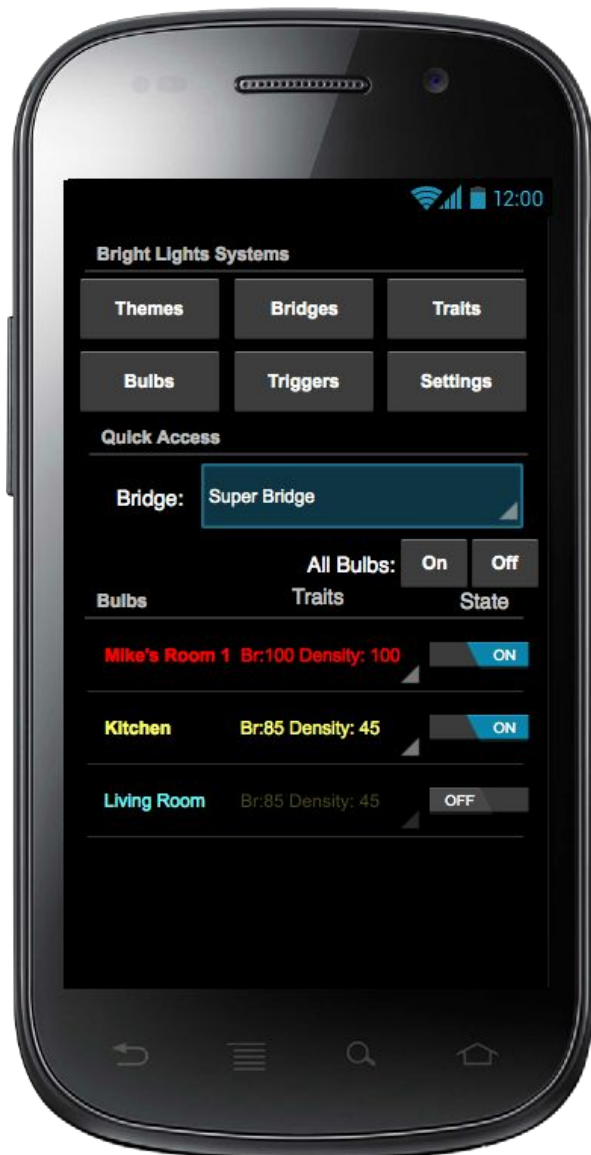 12:00
Bright Lights Systems
Themes Bridges Traits
Bulbs Triggers Settings
Quick Access
Bridge: Super Bridge
All Bulbs: On Off
Bulbs Traits State
Mike's Room 1 Br:100 Density: 100 ON
Kitchen Br:85 Density: 45 ON
Living Room Br:85 Density: 45 OFF